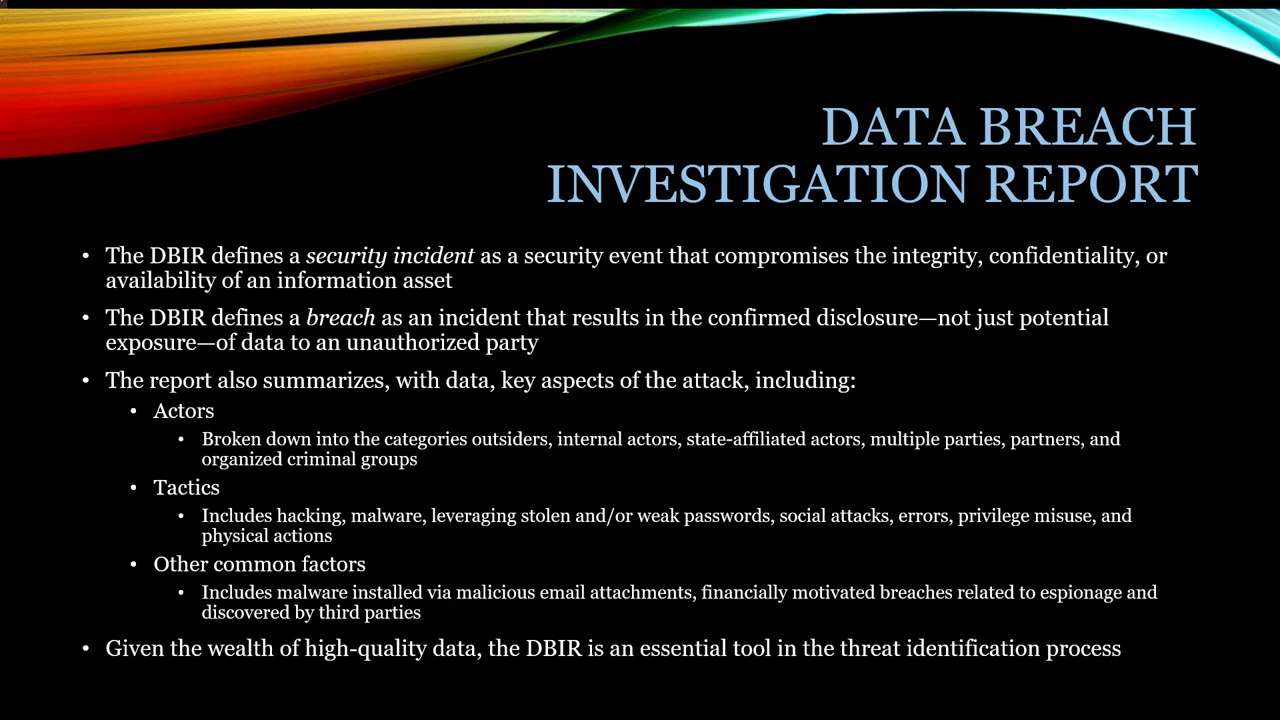 DATA BREACH
INVESTIGATION REPORT
• The DBIR defines a security incident as a security event that compromises the integrity, confidentiality, or
availability of an information asset
• The DBIR defines a breach as an incident that results in the confirmed disclosure—not just potential
exposure—of data to an unauthorized party
• The report also summarizes, with data, key aspects of the attack, including:
• Actors
• Broken down into the categories outsiders, internal actors, state-affiliated actors, multiple parties, partners, and
organized criminal groups
• Tactics
• Includes hacking, malware, leveraging stolen and/or weak passwords, social attacks, errors, privilege misuse, and
physical actions
• Other common factors
• Includes malware installed via malicious email attachments, financially motivated breaches related to espionage and
discovered by third parties
• Given the wealth of high-quality data, the DBIR is an essential tool in the threat identification process